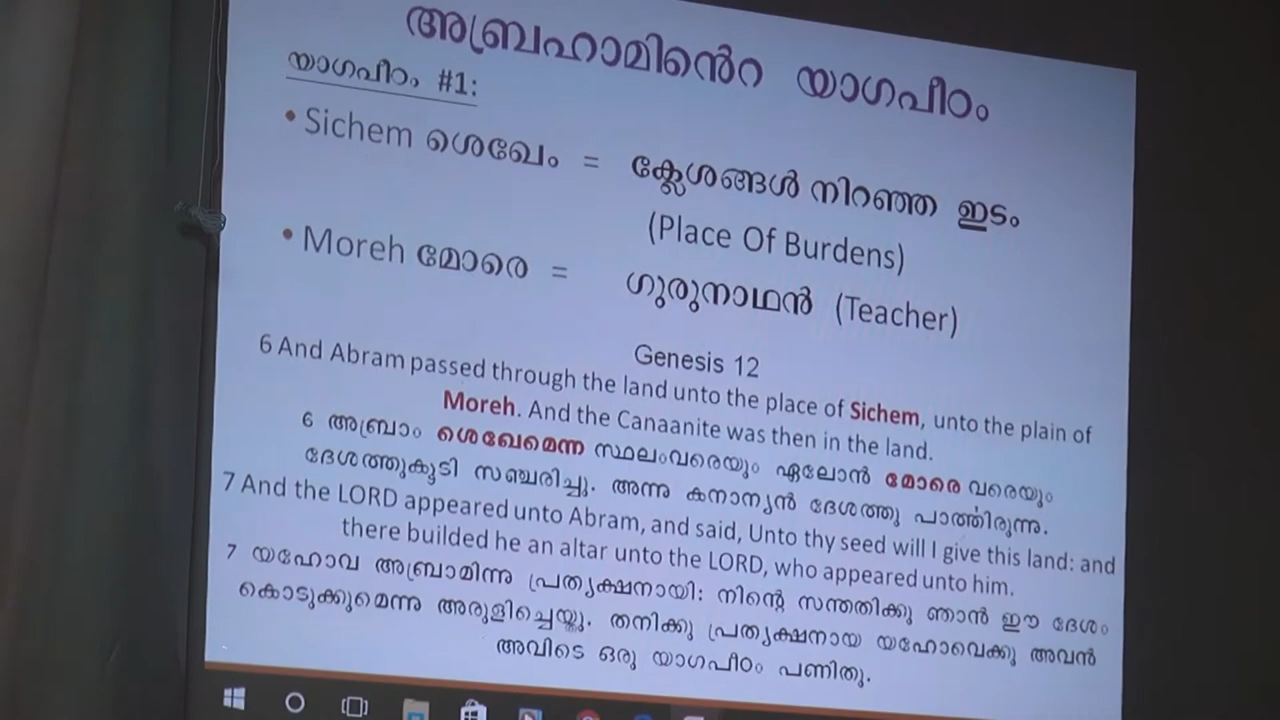 അബ്രഹാമിൻെറ യാഗപീഠം
യാഗപീഠം #1:
• Sichem ശെഖേം = ക്ലേശങ്ങൾ നിറഞ്ഞ ഇടം
(Place Of Burdens)
• Moreh മോരെ = ഗുരുനാഥൻ (Teacher)
Genesis 12
6 And Abram passed through the land unto the place of Sichem, unto the plain of
Moreh. And the Canaanite was then in the land.
6 അബ്രാം ശെഖേമെന്ന സ്ഥലംവരെയും ഏലോൻ മോരെ വരെയും
ദേശത്തുകൂടി സഞ്ചരിച്ചു. അന്നു കനാന്യൻ ദേശത്തു പാർത്തിരുന്നു.
7 And the LORD appeared unto Abram, and said, Unto thy seed will I give this land: and
there builded he an altar unto the LORD, who appeared unto him.
7 യഹോവ അബ്രാമിന്നു പ്രത്യക്ഷനായി: നിന്റെ സന്തതിക്കു ഞാൻ ഈ ദേശം
കൊടുക്കുമെന്നു അരുളിച്ചെയ്തു. തനിക്കു പ്രത്യക്ഷനായ യഹോവെക്കു അവൻ
അവിടെ ഒരു യാഗപീഠം പണിതു.